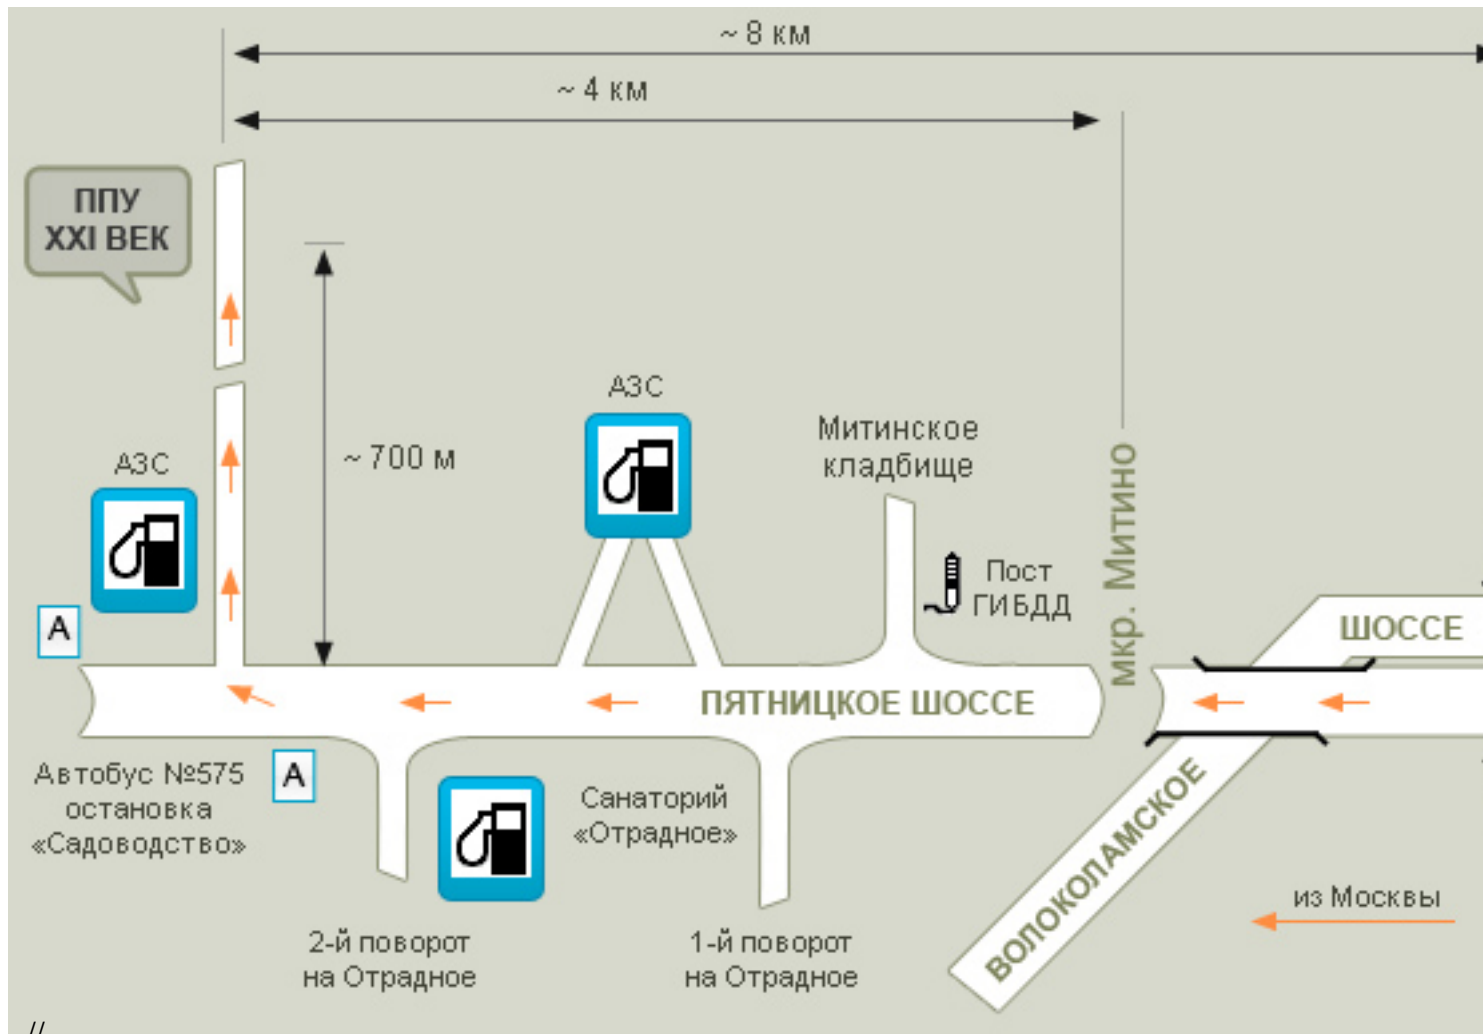 ~ 8 км
~ 4 км
ППУ
XXI ВЕК
АЗС
Митинское
кладбище
~ 700 м
АЗС
мкр. Митино
Пост
ГИБДД
А
ШОССЕ
ПЯТНИЦКОЕ ШОССЕ
Автобус №575
остановка
«Садоводство»
А
Санаторий
«Отрадное»
ВОЛОКОЛАМСКОЕ
из Москвы
2-й поворот
на Отрадное
1-й поворот
на Отрадное
//